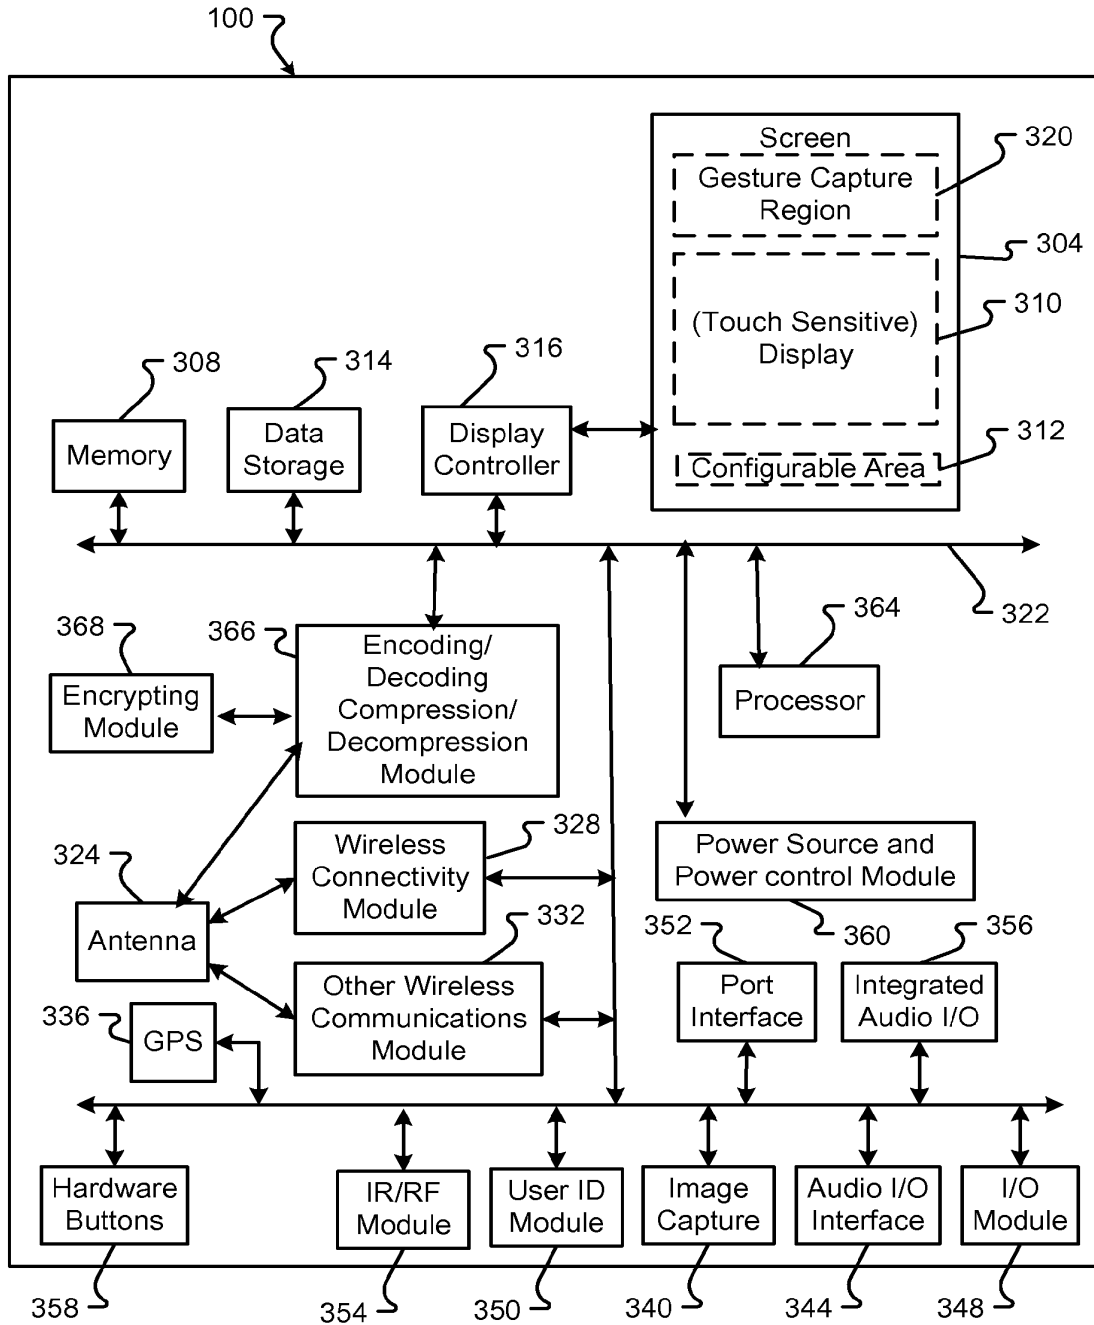 100
Screen
320
Gesture Capture
Region
304
(Touch Sensitive)
Display
310
308
314
316
Memory
Data
Storage
Display
Controller
312
Configurable Area
322
368
366
364
Encrypting
Module
Encoding/
Decoding
Compression/
Decompression
Module
Processor
324
328
Antenna
Wireless
Connectivity
Module
Power Source and
Power control Module
332
352
360
356
336
GPS
Other Wireless
Communications
Module
Port
Interface
Integrated
Audio I/O
Hardware
Buttons
IR/RF
Module
User ID
Module
Image
Capture
Audio I/O
Interface
I/O
Module
358
354
350
340
344
348